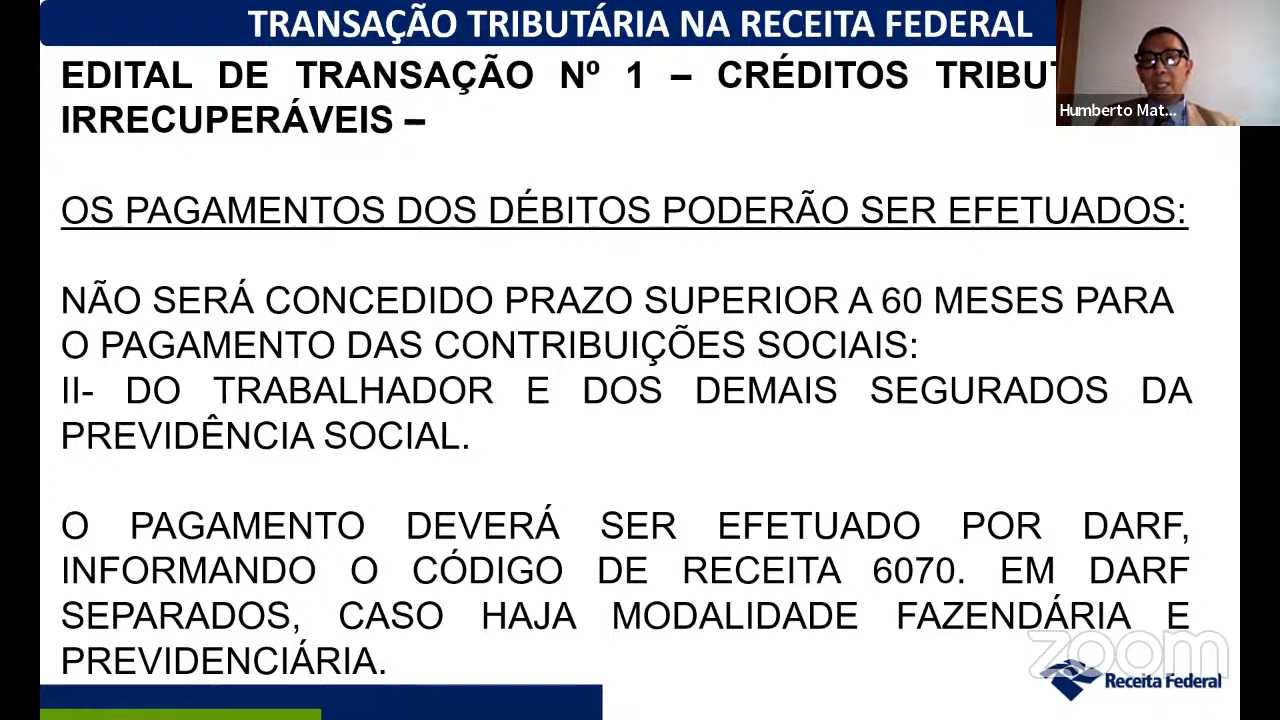 TRANSAÇÃO TRIBUTÁRIA NA RECEITA FEDERAL
EDITAL DE TRANSAÇÃO Nº 1 – CRÉDITOS
IRRECUPERÁVEIS –
Humberto Mat...
OS PAGAMENTOS DOS DÉBITOS PODERÃO SER EFETUADOS:
NÃO SERÁ CONCEDIDO PRAZO SUPERIOR A 60 MESES PARA
O PAGAMENTO DAS CONTRIBUIÇÕES SOCIAIS:
II- DO TRABALHADOR E DOS DEMAIS SEGURADOS DA
PREVIDÊNCIA SOCIAL.
O PAGAMENTO DEVERÁ SER EFETUADO POR DARF,
INFORMANDO O CÓDIGO DE RECEITA 6070. EM DARF
SEPARADOS, CASO HAJA MODALIDADE FAZENDÁRIA E
PREVIDENCIÁRIA.
zoom
Receita Federal